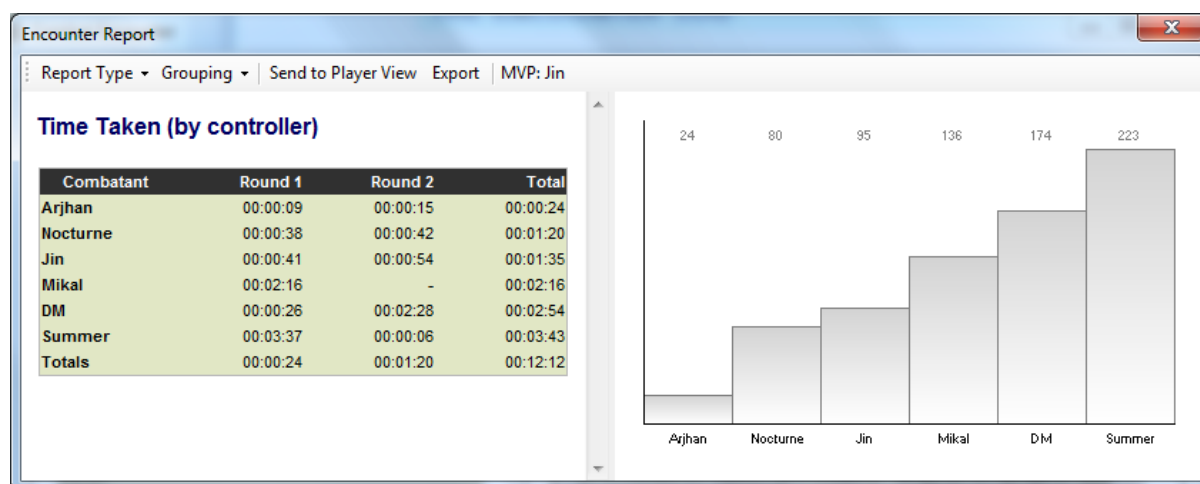 Encounter Report
Report Type Grouping Send to Player View Export MVP: Jin
Time Taken (by controller)
Combatant Round 1 Round 2 Total
Arjhan 00:00:09 00:00:15 00:00:24
Nocturne 00:00:38 00:00:42 00:01:20
Jin 00:00:41 00:00:54 00:01:35
Mikal 00:02:16 - 00:02:16
DM 00:00:26 00:02:28 00:02:54
Summer 00:03:37 00:00:06 00:03:43
Totals 00:00:24 00:01:20 00:12:12
24 80 95 136 174 223
Arjhan Nocturne Jin Mikal DM Summer